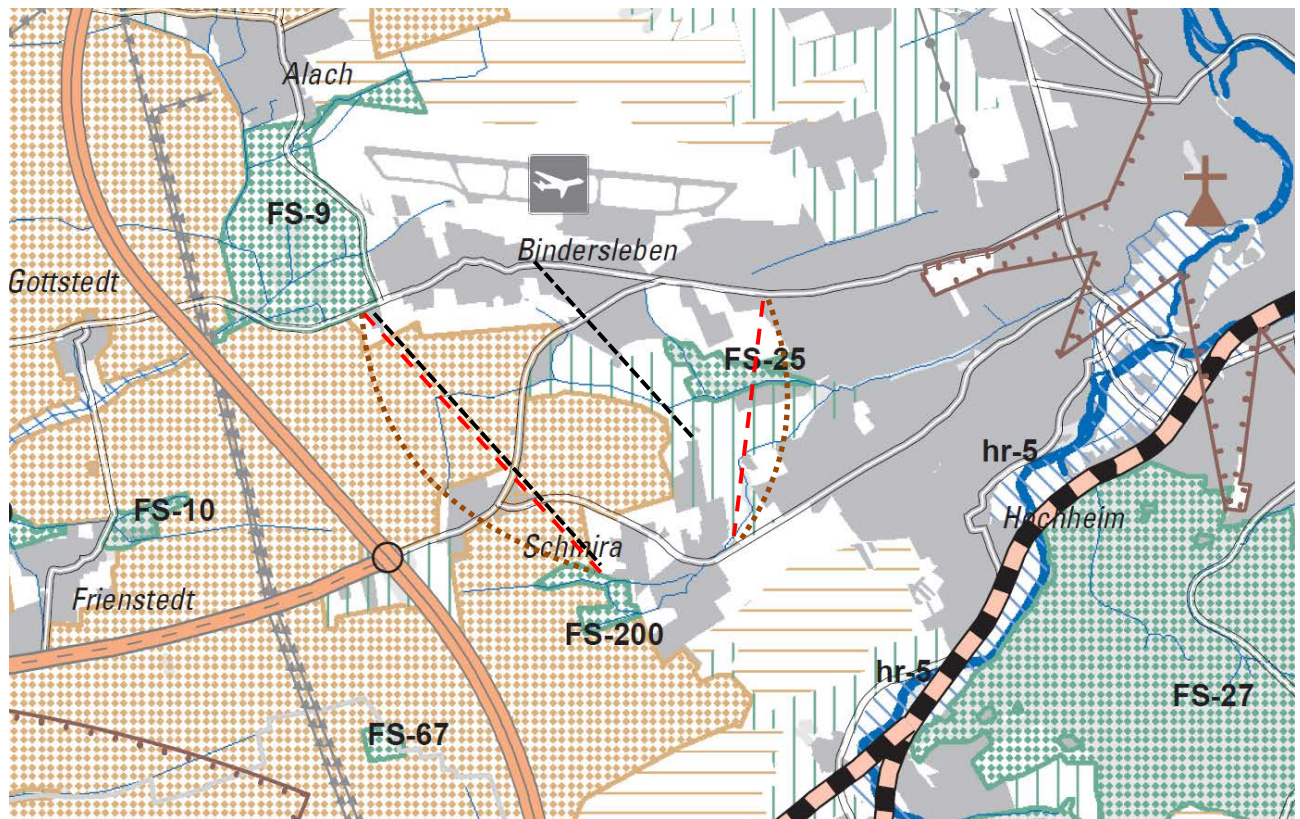 Alach
FS-9
Bindersleben
Gottstedt
FS-25
hr-5
FS-10
Hochheim
Schmira
Frienstedt
FS-200
hr-5
FS-27
FS-67